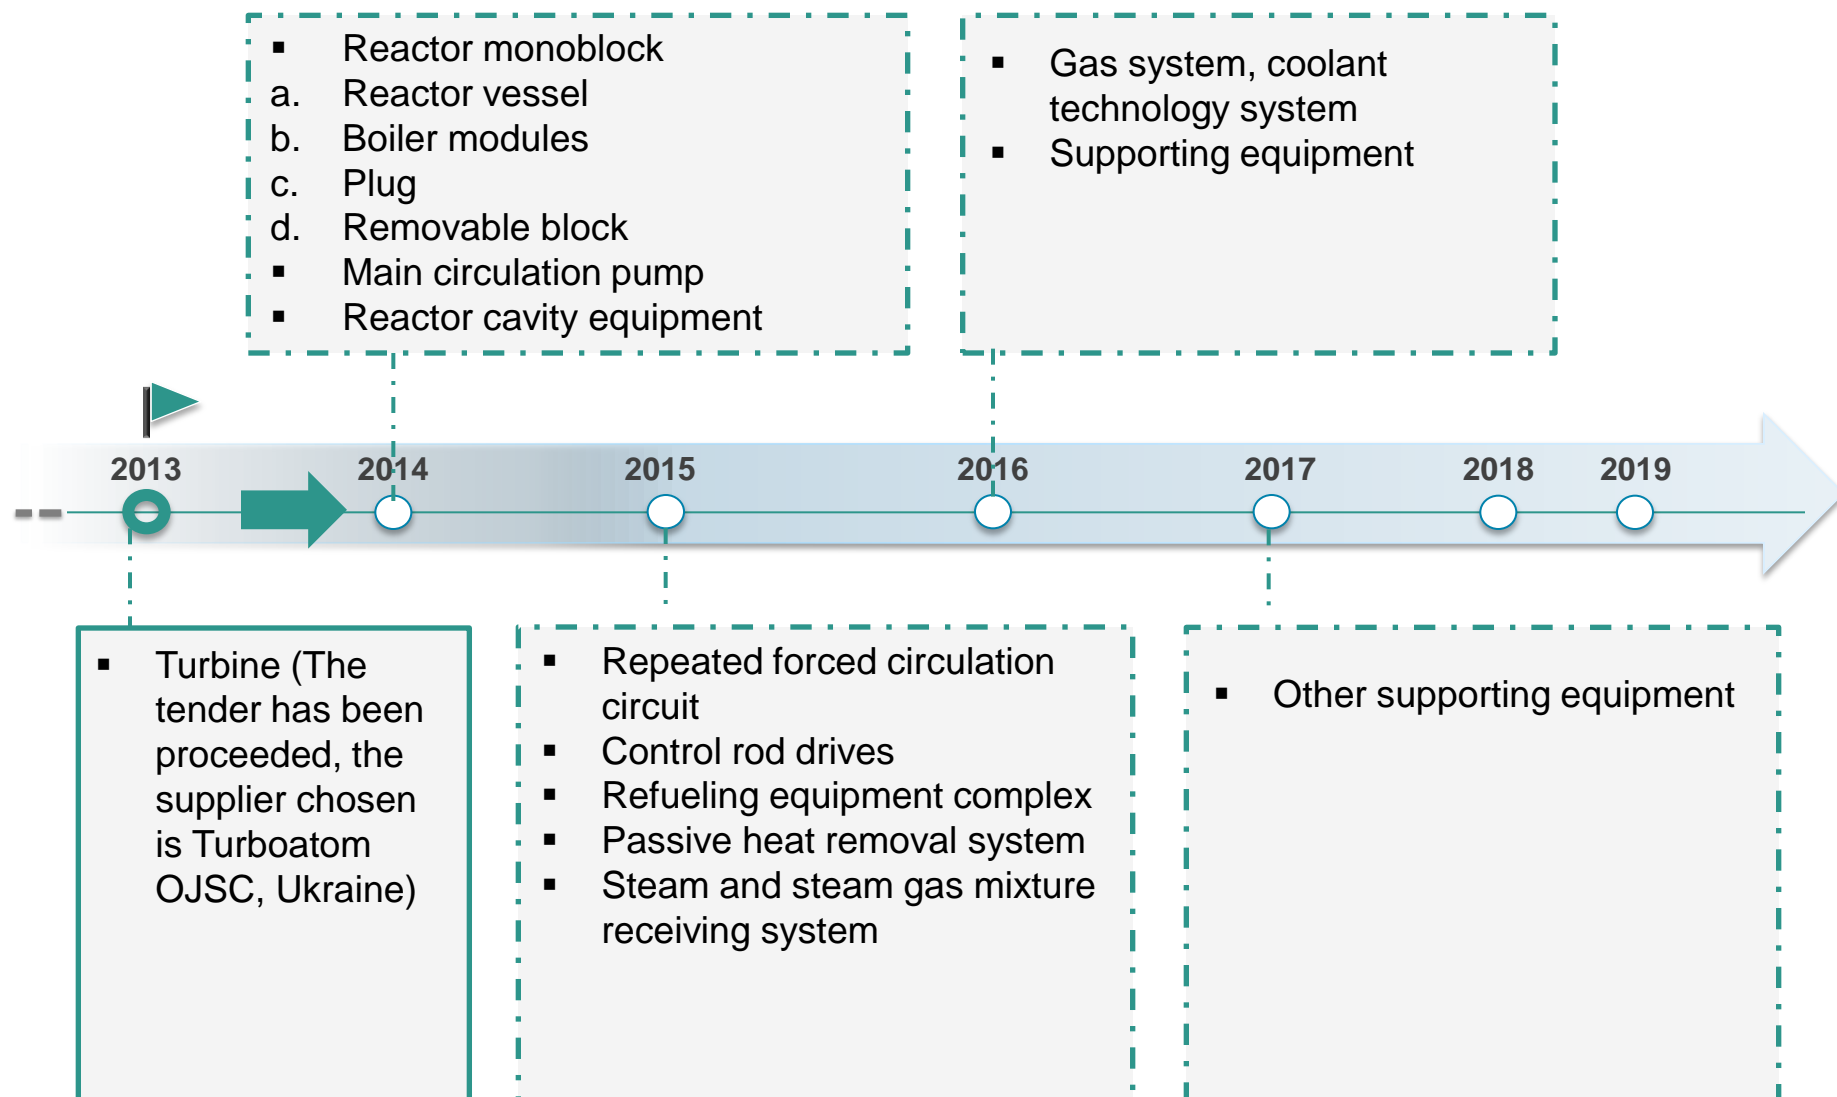 ▪ Reactor monoblock
a. Reactor vessel
b. Boiler modules
c. Plug
d. Removable block
▪ Main circulation pump
▪ Reactor cavity equipment
▪ Gas system, coolant
technology system
▪ Supporting equipment
2013 2014 2015 2016 2017 2018 2019
▪ Turbine (The
tender has been
proceeded, the
supplier chosen
is Turboatom
OJSC, Ukraine)
▪ Repeated forced circulation
circuit
▪ Control rod drives
▪ Refueling equipment complex
▪ Passive heat removal system
▪ Steam and steam gas mixture
receiving system
▪ Other supporting equipment